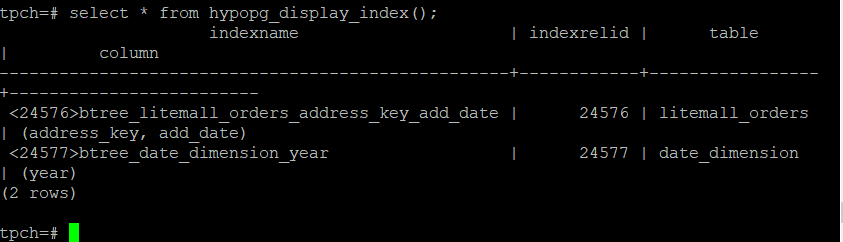 tpch=# select * from hypopg_display_index();
                     indexname                     | indexrelid |      table
|         column
---------------------------------------------------+------------+-----------------
+-------------------------
 <24576>btree_litemall_orders_address_key_add_date |      24576 | litemall_orders
| (address_key, add_date)
 <24577>btree_date_dimension_year                  |      24577 | date_dimension
| (year)
(2 rows)
tpch=#